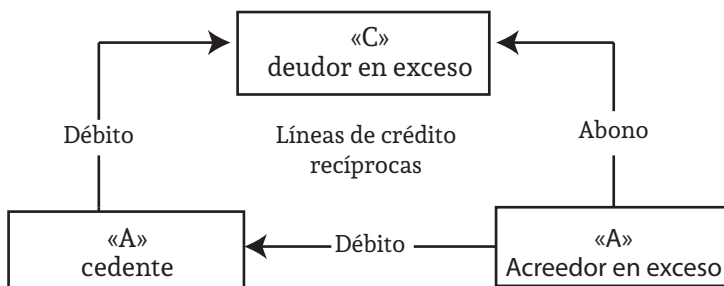 «C»
deudor en exceso
Débito
Líneas de crédito
recíprocas
Abono
«A»
cedente
Débito
«A»
Acreedor en exceso